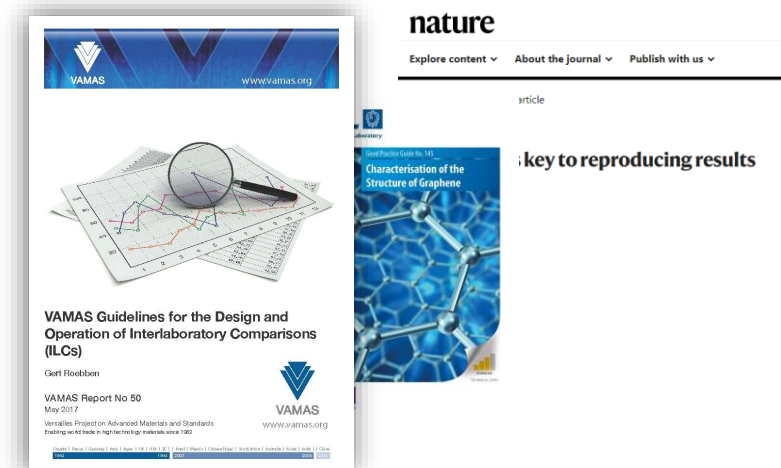 VAMAS
www.vamas.org
VAMAS Guidelines for the Design and
Operation of Interlaboratory Comparisons
(ILCs)
Gert Roebben
VAMAS Report No 50
May 2017
Versailles Project on Advanced Materials and Standards
Enabling world trade in high technology materials since 1982
VAMAS
www.vamas.org
Good Practice Guide No. 145
Characterisation of the
Structure of Graphene
nature
Explore content
About the journal
Publish with us
article
key to reproducing results